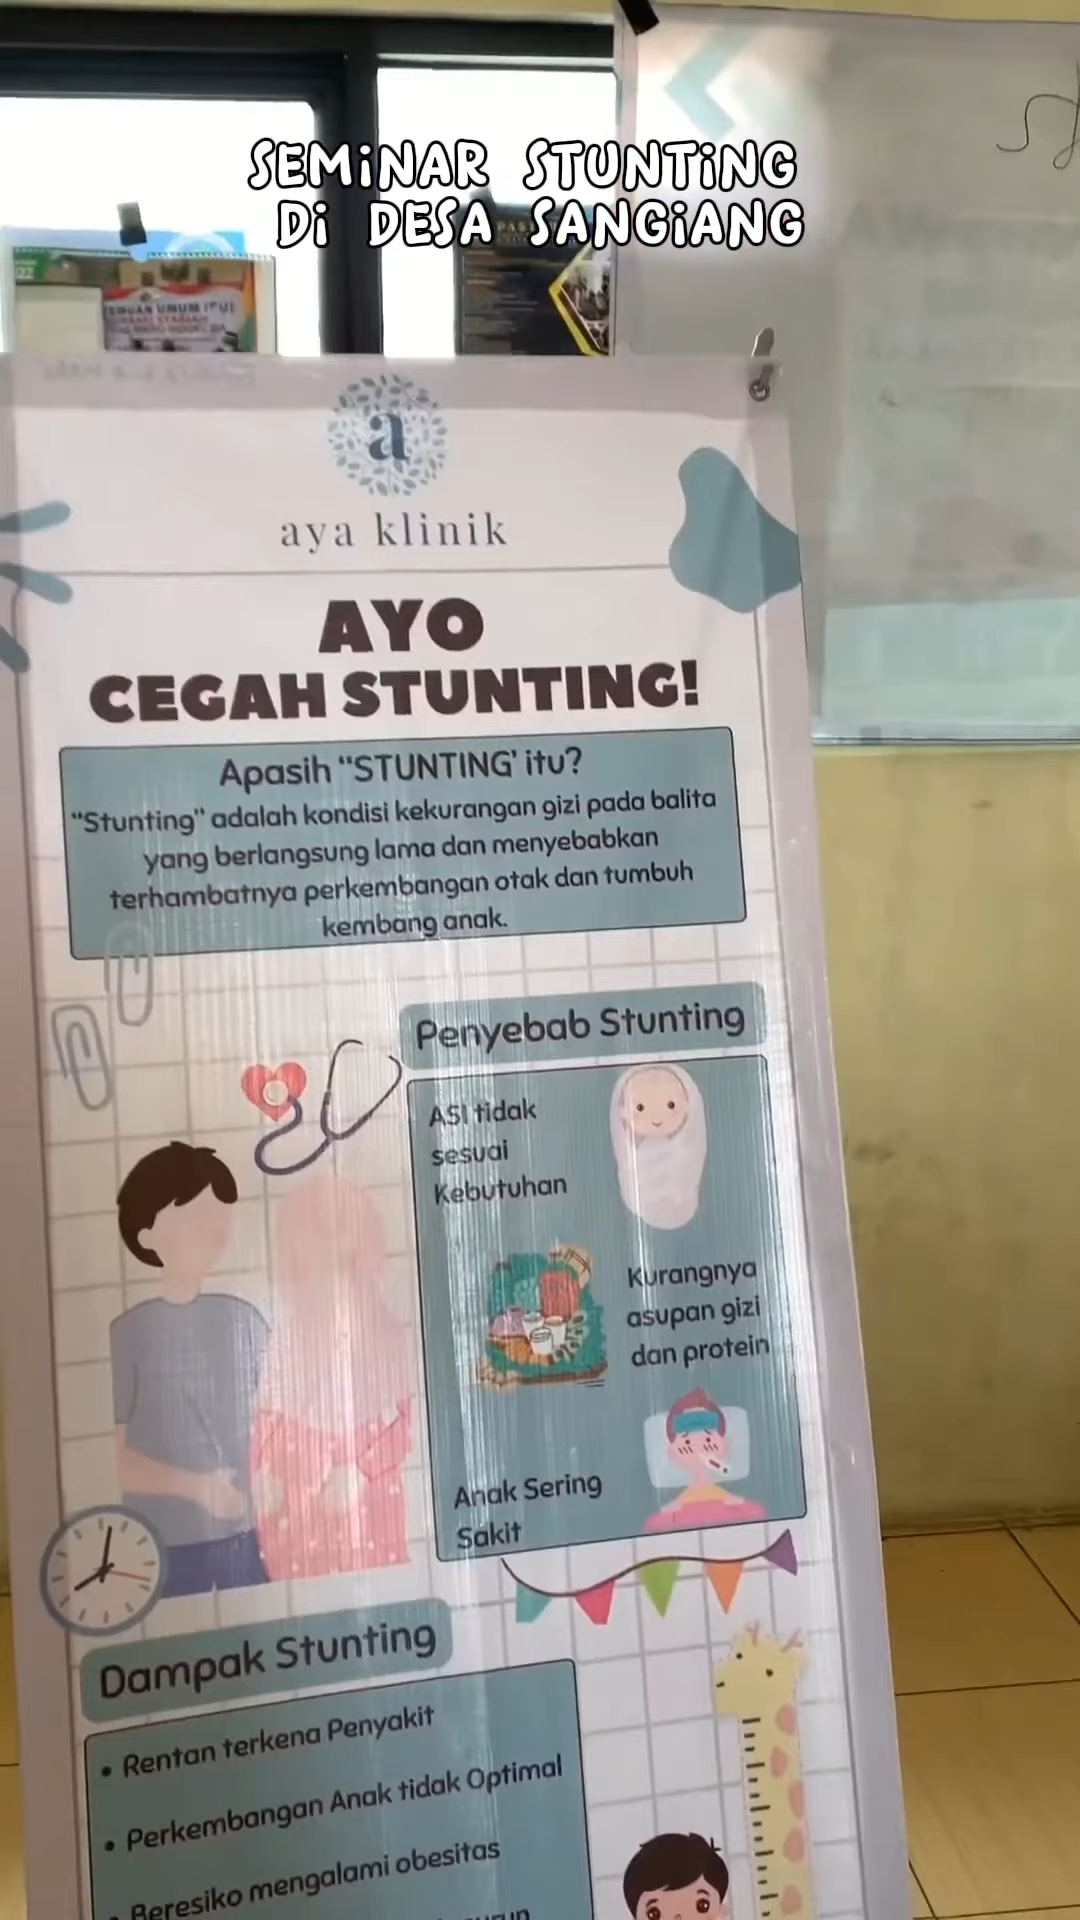 SEMINAR STUNTING
DI DESA SANGIANG
a
aya klinik
AYO
CEGAH STUNTING!
Apasih “STUNTING’ itu?
“Stunting” adalah kondisi kekurangan gizi pada balita
yang berlangsung lama dan menyebabkan
terhambatnya perkembangan otak dan tumbuh
kembang anak.
Penyebab Stunting
ASI tidak
sesuai
Kebutuhan
Kurangnya
asupan gizi
dan protein
Anak Sering
Sakit
Dampak Stunting
• Rentan terkena Penyakit
• Perkembangan Anak tidak Optimal
• Beresiko mengalami obesitas